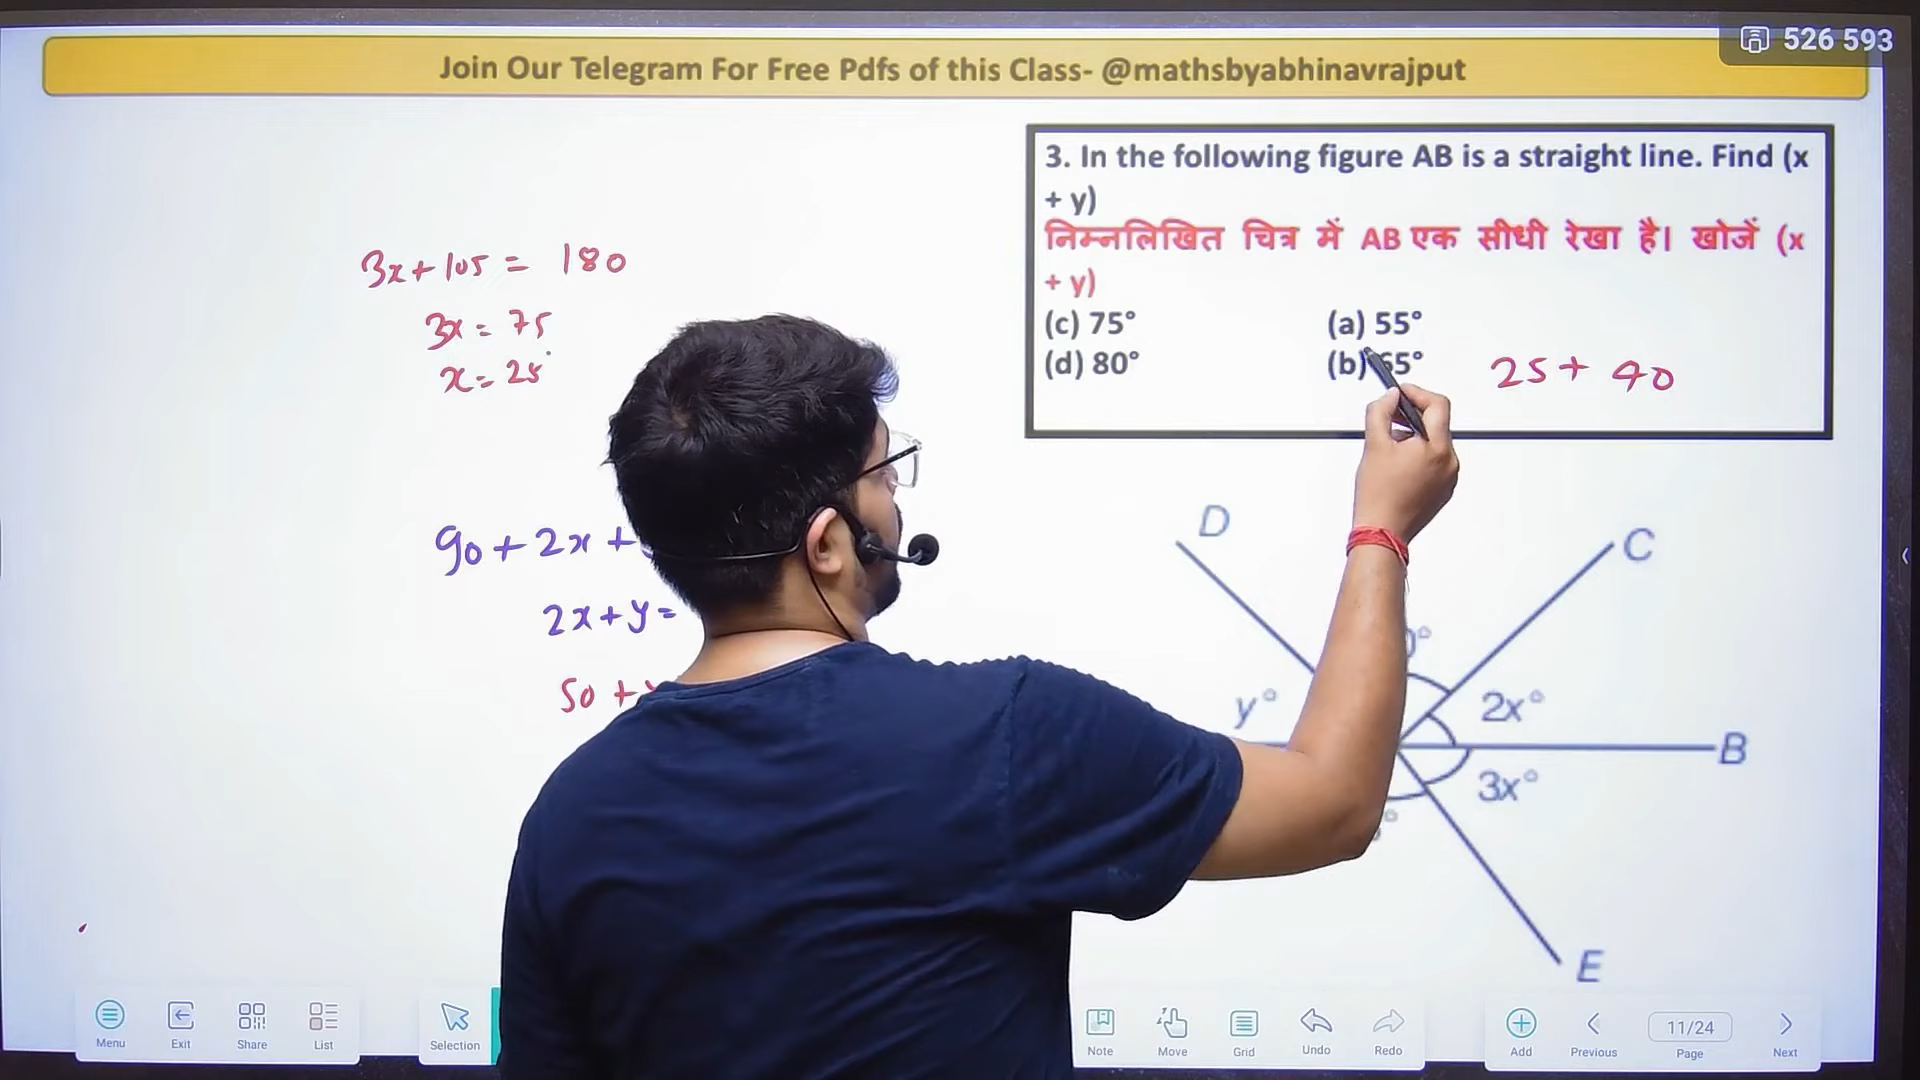 526 593
Join Our Telegram For Free Pdfs of this Class- @mathsbyabhinavrajput
3. In the following figure AB is a straight line. Find (x
+ y)
निम्नलिखित चित्र में AB एक सीधी रेखा है। खोजें (x
+ y)
(c) 75° (a) 55°
(d) 80° (b) 65°
25 + 40
3x + 105 = 180
3x = 75
x = 25°
90 + 2x +
2x + y =
50 +
D
C
y°
2x°
B
3x°
E
Menu
Exit
Share
List
Selection
Note
Move
Grid
Undo
Redo
Add
Previous
11/24
Page
Next